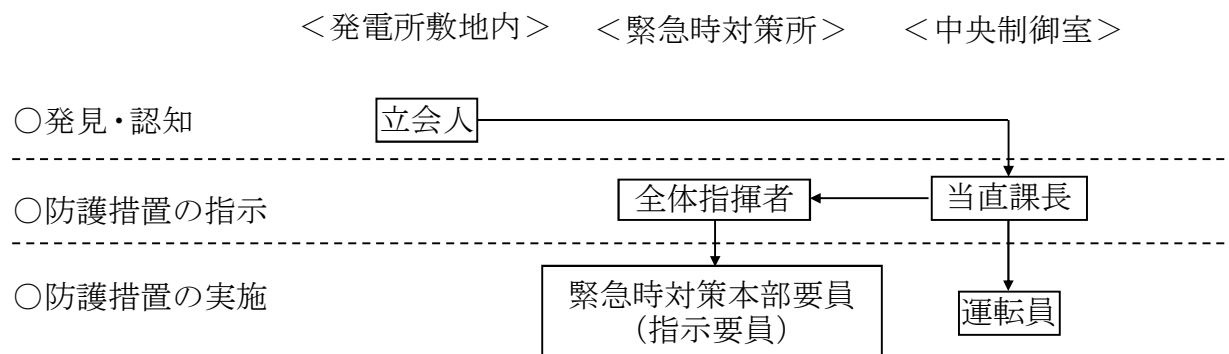 ＜発電所敷地内＞ ＜緊急時対策所＞ ＜中央制御室＞
○発見・認知 立会人
○防護措置の指示 全体指揮者 当直課長
○防護措置の実施 緊急時対策本部要員
（指示要員） 運転員